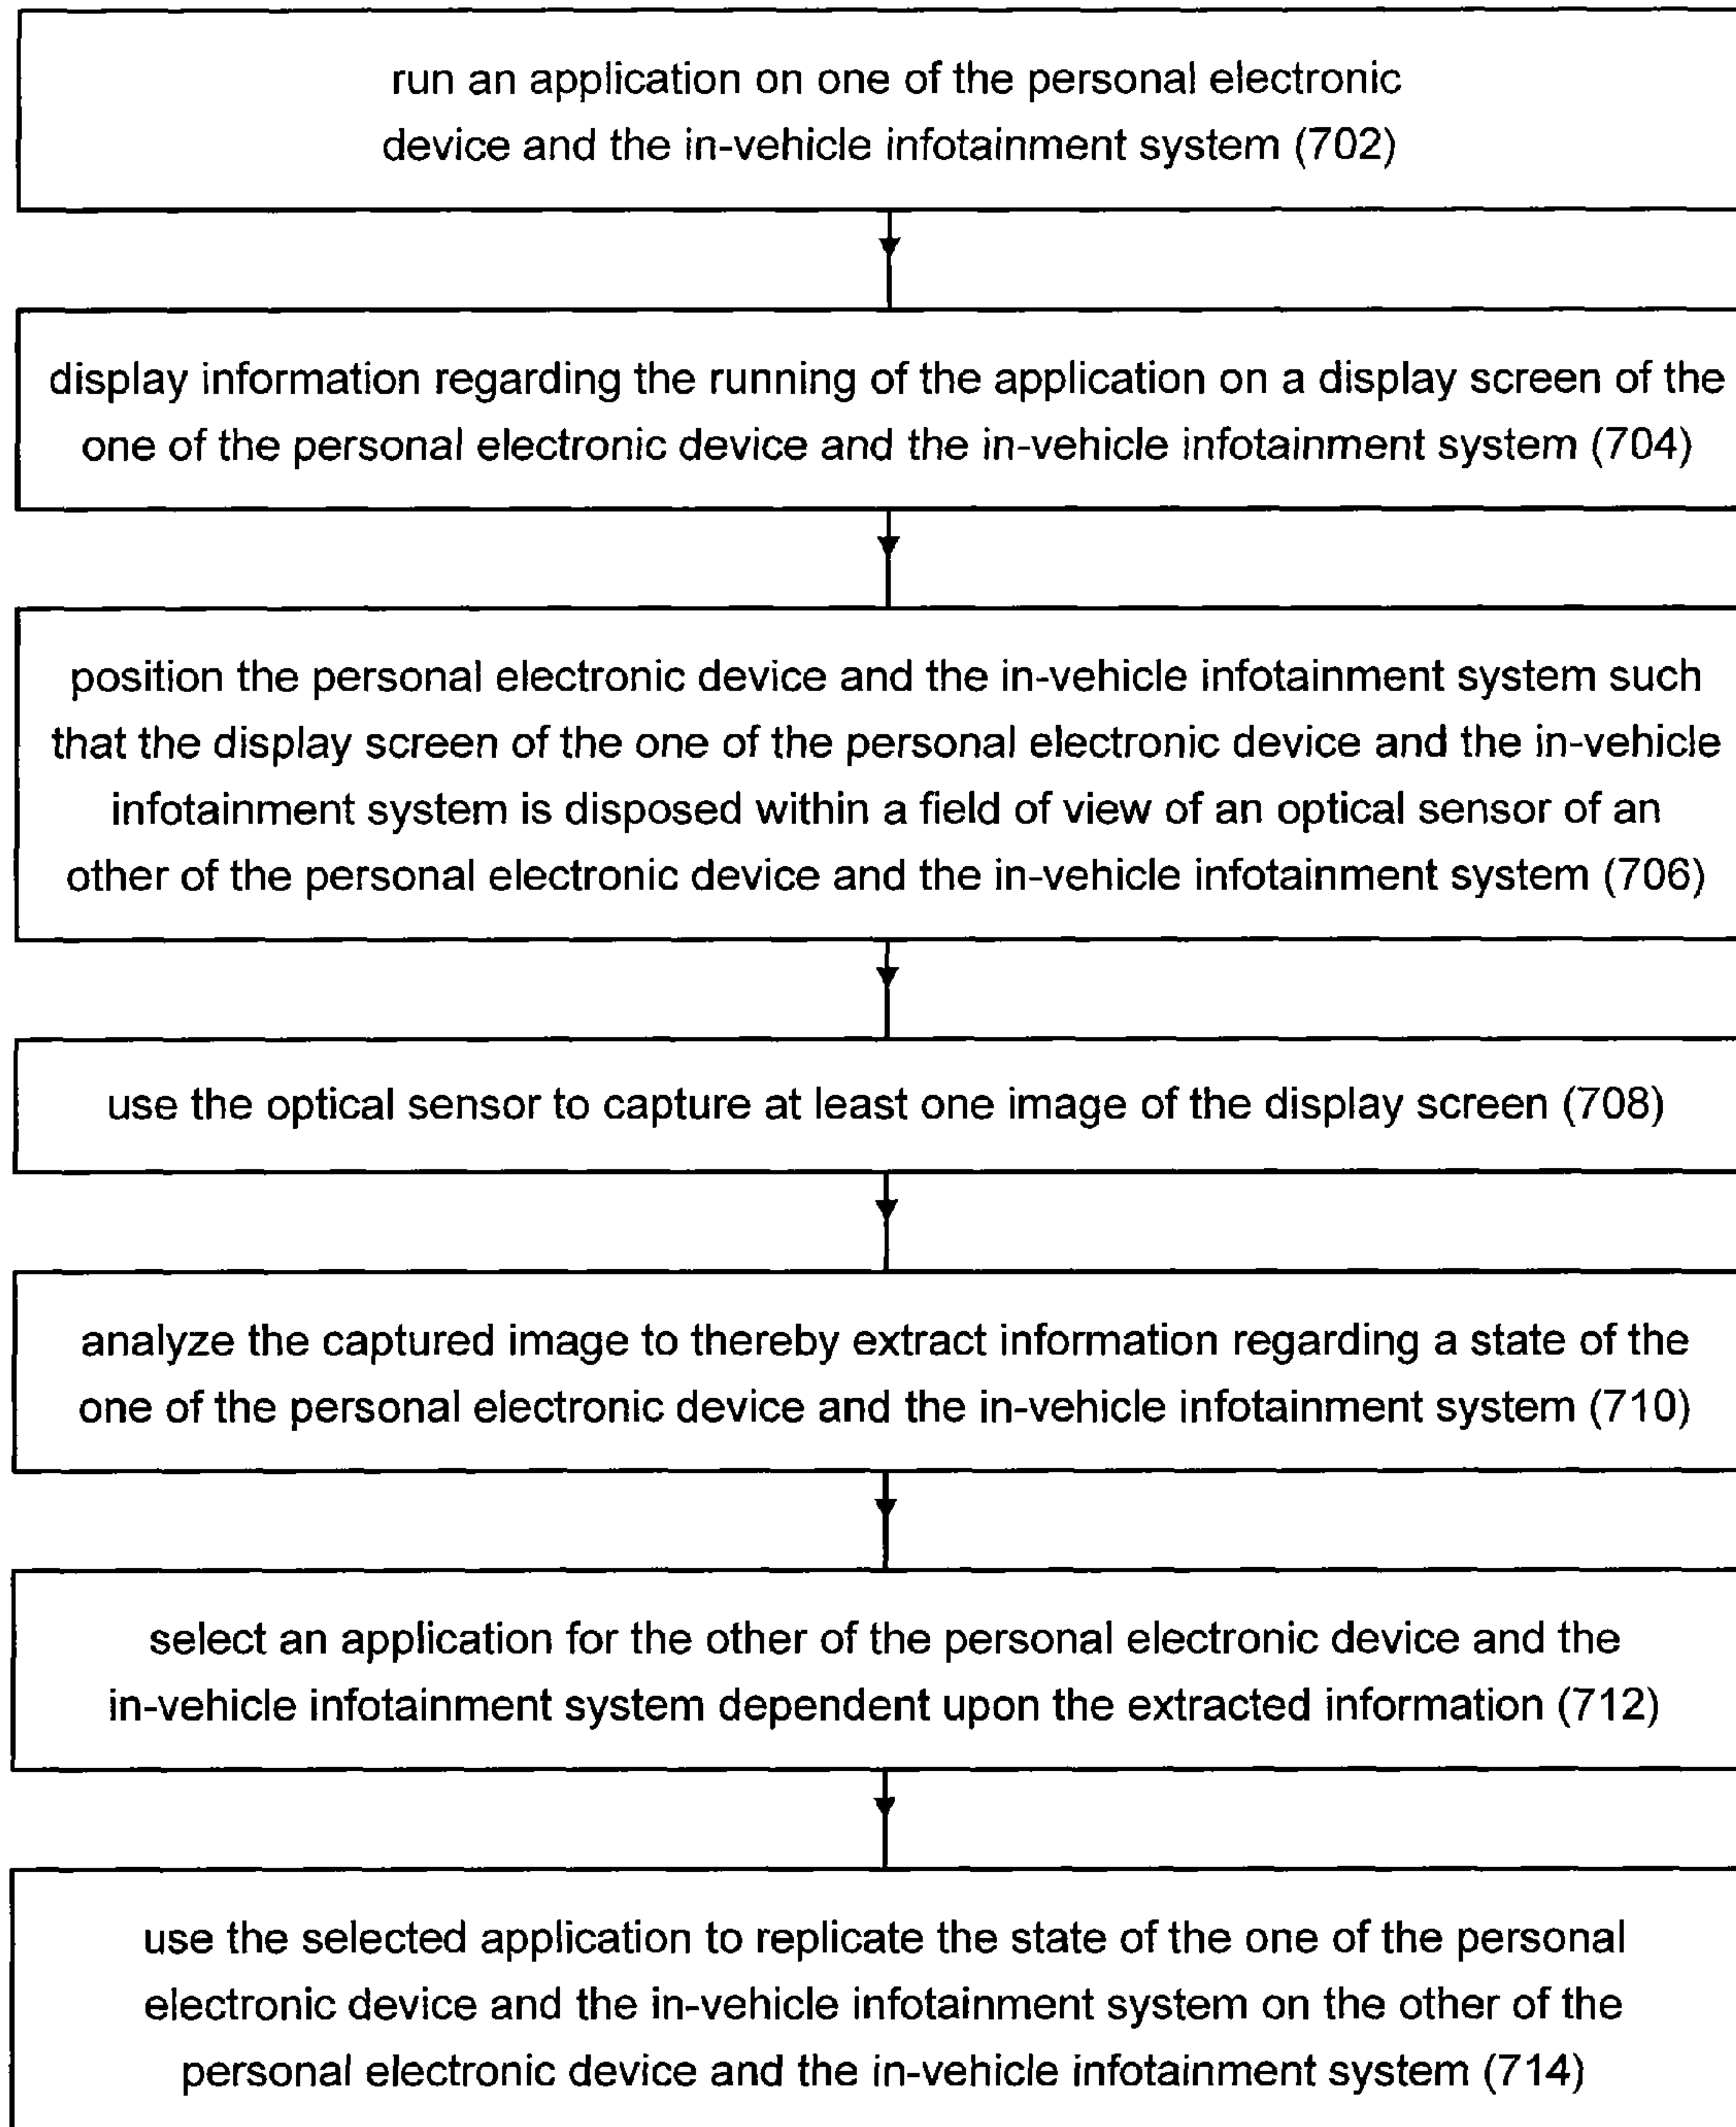 run an application on one of the personal electronic
device and the in-vehicle infotainment system (702)
display information regarding the running of the application on a display screen of the
one of the personal electronic device and the in-vehicle infotainment system (704)
position the personal electronic device and the in-vehicle infotainment system such
that the display screen of the one of the personal electronic device and the in-vehicle
infotainment system is disposed within a field of view of an optical sensor of an
other of the personal electronic device and the in-vehicle infotainment system (706)
use the optical sensor to capture at least one image of the display screen (708)
analyze the captured image to thereby extract information regarding a state of the
one of the personal electronic device and the in-vehicle infotainment system (710)
select an application for the other of the personal electronic device and the
in-vehicle infotainment system dependent upon the extracted information (712)
use the selected application to replicate the state of the one of the personal
electronic device and the in-vehicle infotainment system on the other of the
personal electronic device and the in-vehicle infotainment system (714)